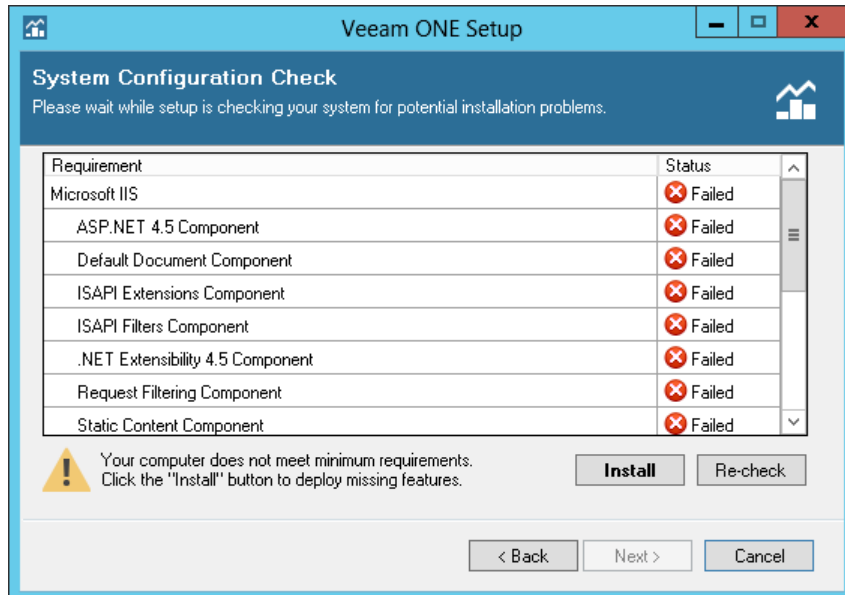 Veeam ONE Setup
System Configuration Check
Please wait while setup is checking your system for potential installation problems.
Requirement Status
Microsoft IIS Failed
ASP.NET 4.5 Component Failed
Default Document Component Failed
ISAPI Extensions Component Failed
ISAPI Filters Component Failed
.NET Extensibility 4.5 Component Failed
Request Filtering Component Failed
Static Content Component Failed
Your computer does not meet minimum requirements.
Click the "Install" button to deploy missing features.
Install Re-check
< Back Next > Cancel